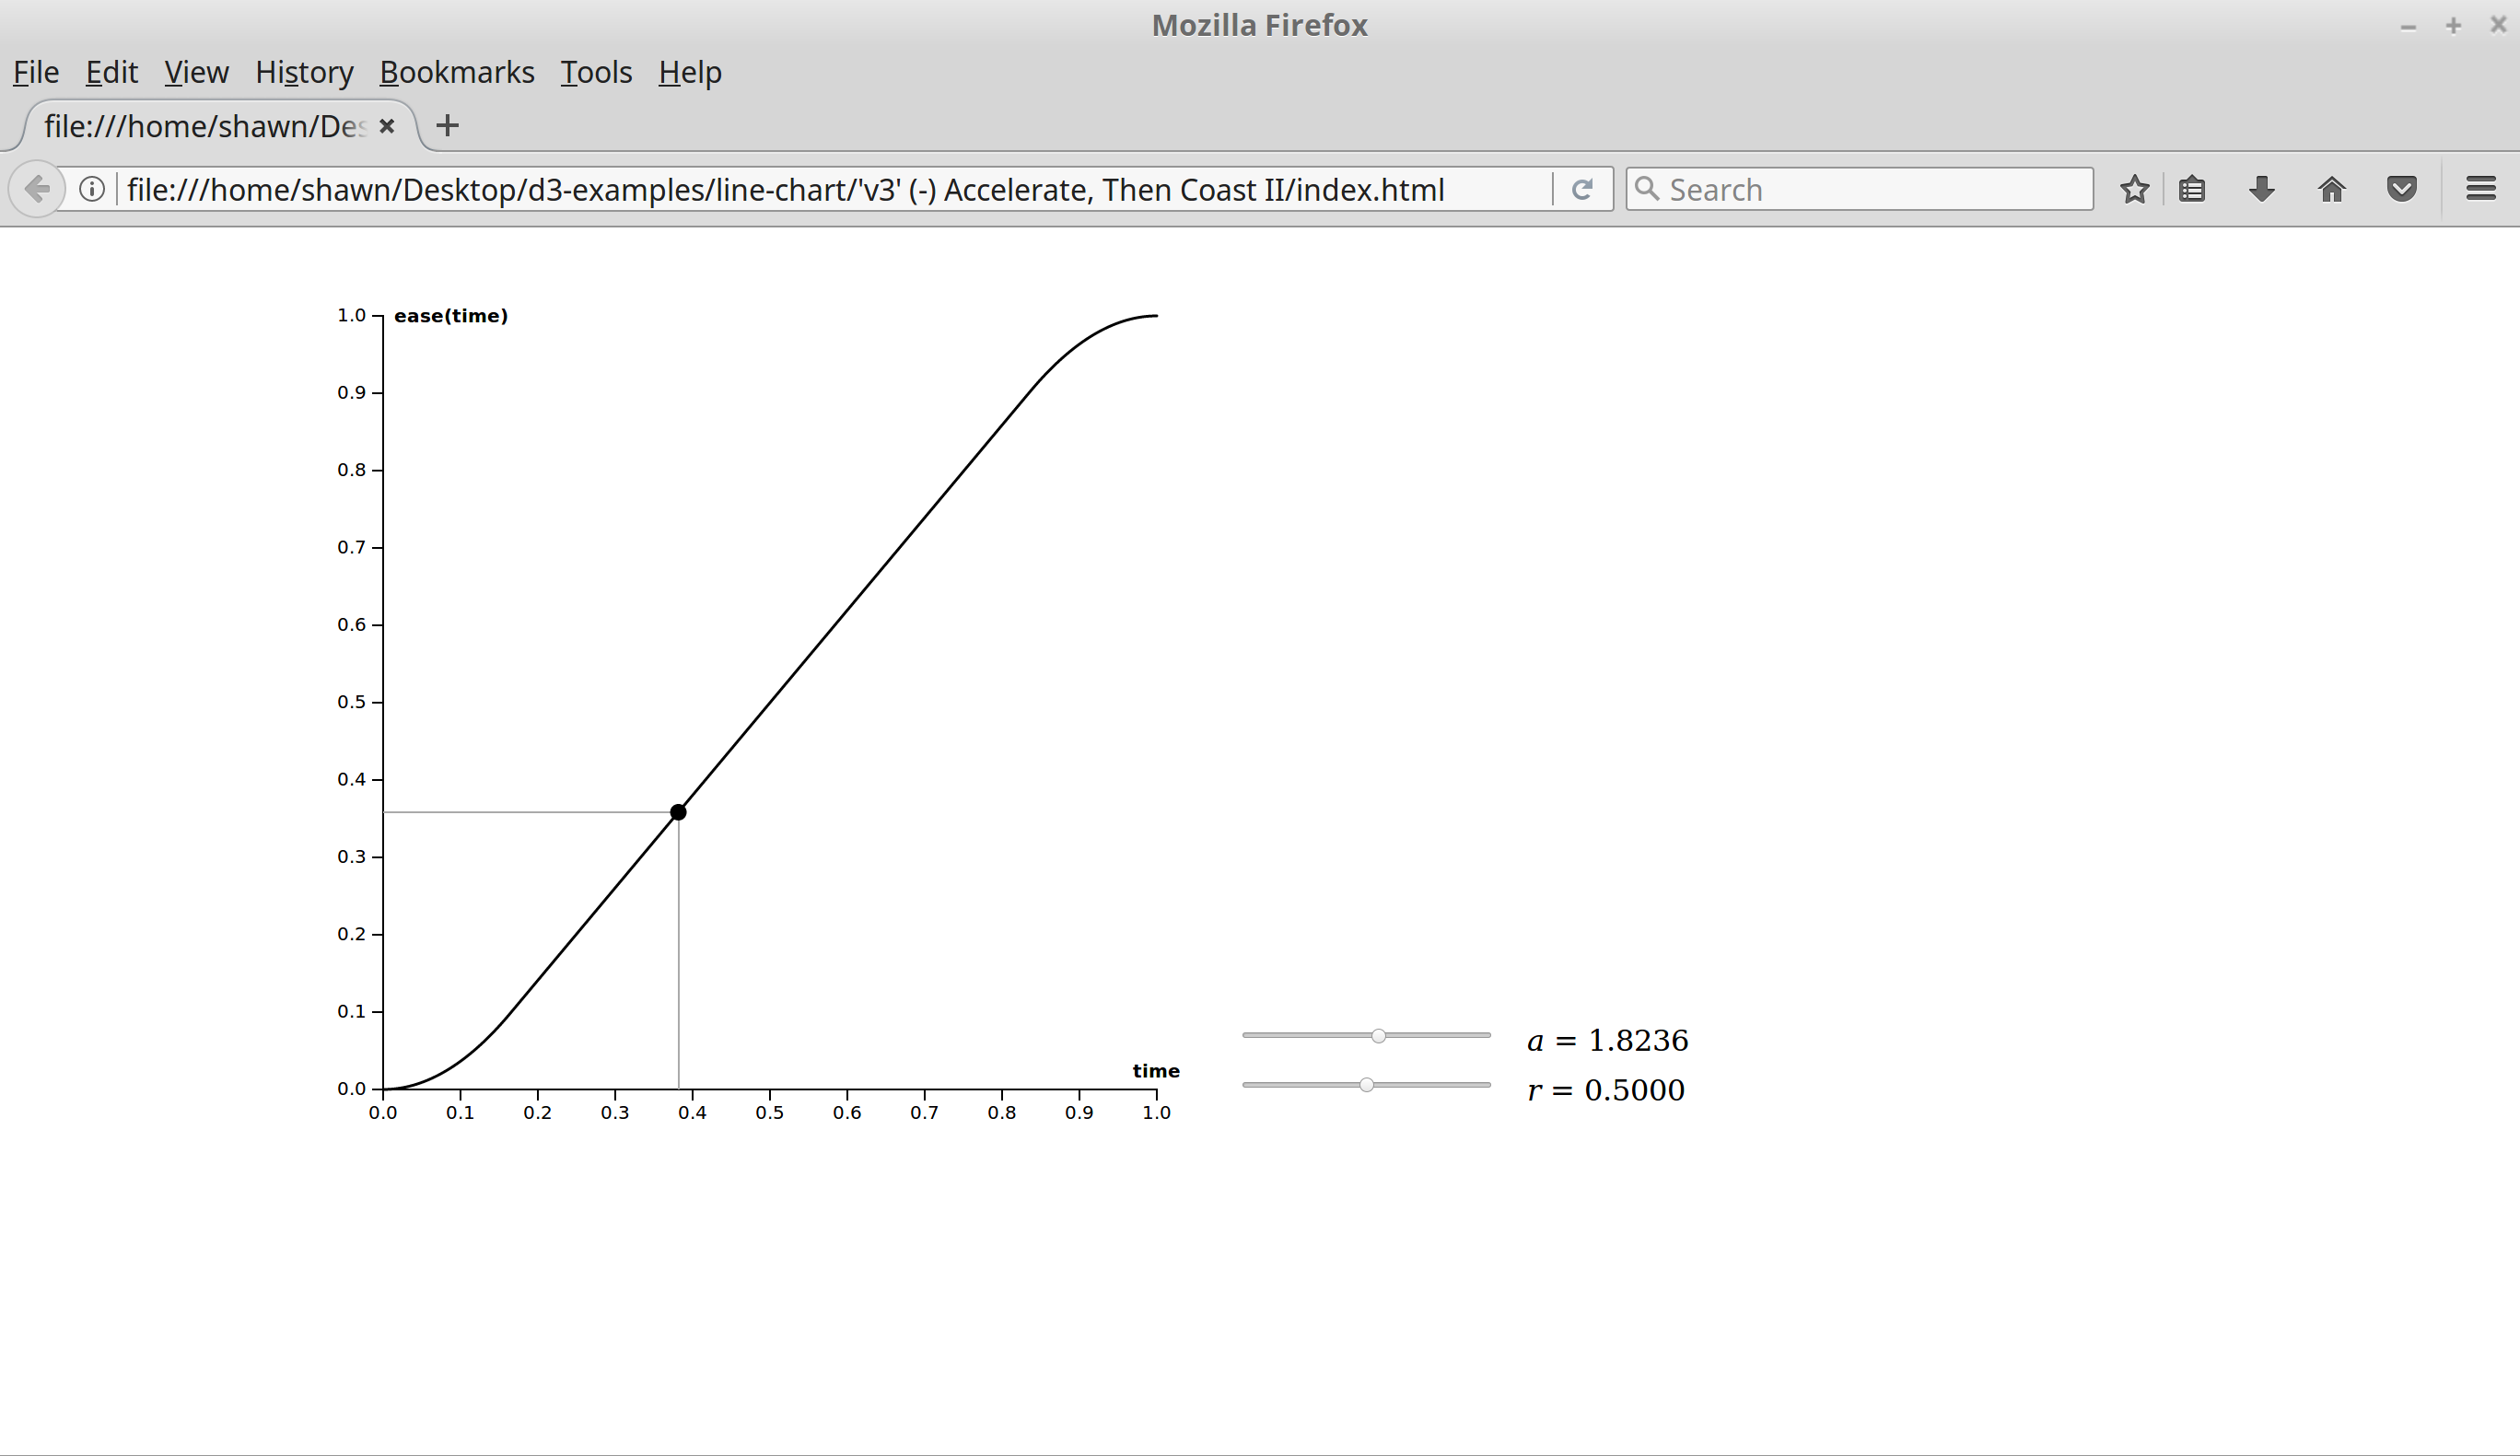 Mozilla Firefox
File Edit View History Bookmarks Tools Help
file:///home/shawn/Des
file:///home/shawn/Desktop/d3-examples/line-chart/'v3' (-) Accelerate, Then Coast II/index.html Search
ease(time)
1.0
0.9
0.8
0.7
0.6
0.5
0.4
0.3
0.2
0.1
0.0
time
0.0 0.1 0.2 0.3 0.4 0.5 0.6 0.7 0.8 0.9 1.0
a = 1.8236
r = 0.5000